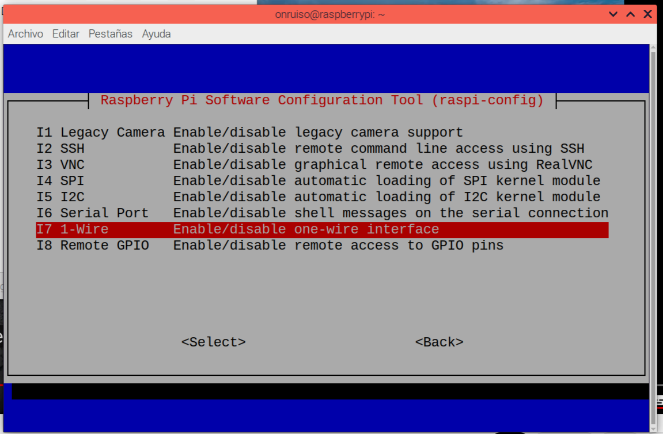 onruiso@raspberrypi: ~
Archivo Editar Pestañas Ayuda
Raspberry Pi Software Configuration Tool (raspi-config)
I1 Legacy Camera Enable/disable legacy camera support
I2 SSH Enable/disable remote command line access using SSH
I3 VNC Enable/disable graphical remote access using RealVNC
I4 SPI Enable/disable automatic loading of SPI kernel module
I5 I2C Enable/disable automatic loading of I2C kernel module
I6 Serial Port Enable/disable shell messages on the serial connection
I7 1-Wire Enable/disable one-wire interface
I8 Remote GPIO Enable/disable remote access to GPIO pins
<Select> <Back>